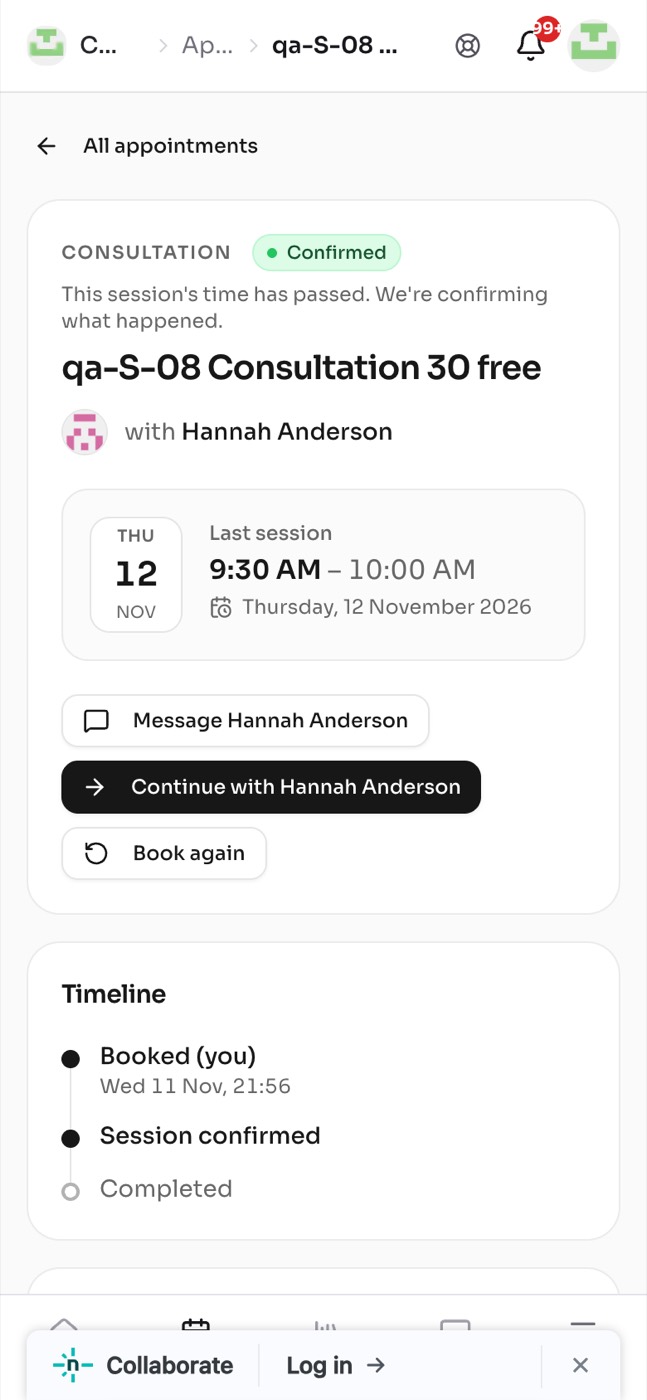 C...
Ap...
qa-S-08 ...
99+
All appointments
CONSULTATION
Confirmed
This session's time has passed. We're confirming
what happened.
qa-S-08 Consultation 30 free
with Hannah Anderson
THU
12
NOV
Last session
9:30 AM – 10:00 AM
Thursday, 12 November 2026
Message Hannah Anderson
Continue with Hannah Anderson
Book again
Timeline
Booked (you)
Wed 11 Nov, 21:56
Session confirmed
Completed
n
Collaborate
Log in